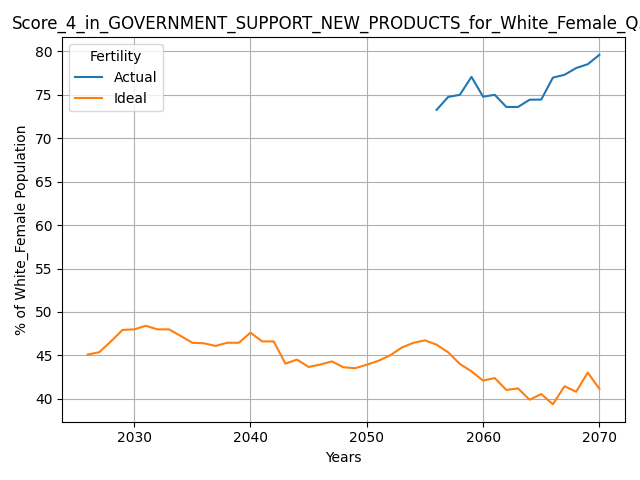 Score_4_in_GOVERNMENT_SUPPORT_NEW_PRODUCTS_for_White_Female_Q
Fertility
Actual
Ideal
% of White_Female Population
80
75
70
65
60
55
50
45
40
2030
2040
2050
2060
2070
Years